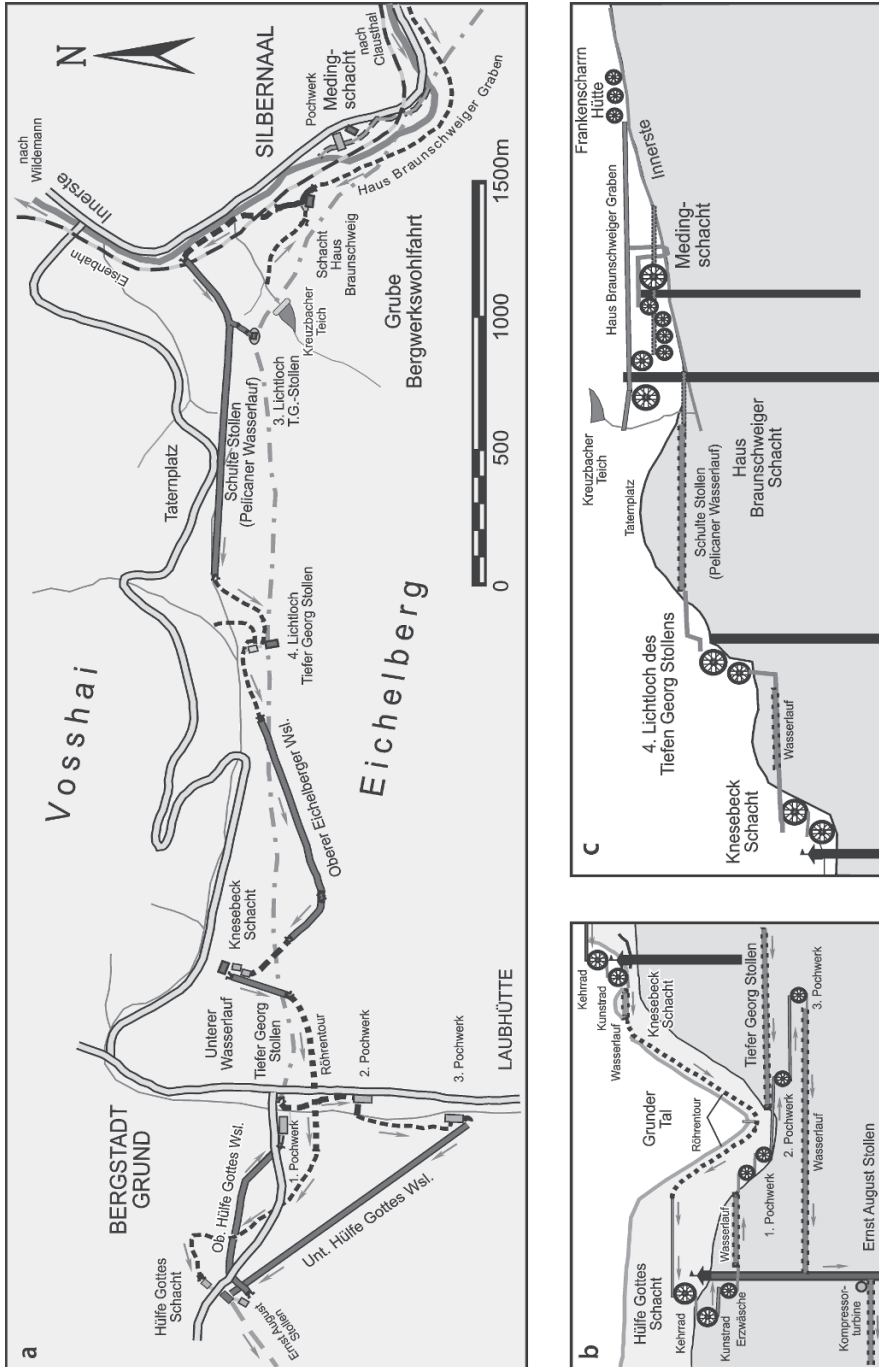 a
N
nach
Wildemann
Innerste
Eisenbahn
SILBERNAAL
Pochwerk
Meding-
schacht
nach
Clausthal
Haus Braunschweiger Graben
Schacht
Haus
Braunschweig
Kreuzbacher
Teich
Grube
Bergwerkswohlfahrt
3. Lichtloch
T.G.-Stollen
Schulte Stollen
(Pelicaner Wasserlauf)
Taternplatz
4. Lichtloch
Tiefer Georg Stollen
Vosshai
Eichelberg
Oberer Eichelberger Wsl.
Knesebeck
Schacht
Unterer
Wasserlauf
Tiefer Georg
Stollen
Röhrentour
2. Pochwerk
3. Pochwerk
LAUBHÜTTE
BERGSTADT
GRUND
1. Pochwerk
Ob. Hülfe Gottes Wsl.
Unt. Hülfe Gottes Wsl.
Hülfe Gottes
Schacht
Ernst August
Stollen
0
500
1000
1500m
b
Hülfe Gottes
Schacht
Kehrrad
Kunstrad
Erzwäsche
Kompressor-
turbine
Ernst August Stollen
Wasserlauf
1. Pochwerk
2. Pochwerk
Wasserlauf
3. Pochwerk
Tiefer Georg Stollen
Röhrentour
Grunder
Tal
Wasserlauf
Knesebeck
Schacht
Kunstrad
Kehrrad
c
Knesebeck
Schacht
Wasserlauf
4. Lichtloch des
Tiefen Georg Stollens
Taternplatz
Schulte Stollen
(Pelicaner Wasserlauf)
Kreuzbacher
Teich
Haus
Braunschweiger
Schacht
Haus Braunschweiger Graben
Meding-
schacht
Innerste
Frankenscharrn
Hütte